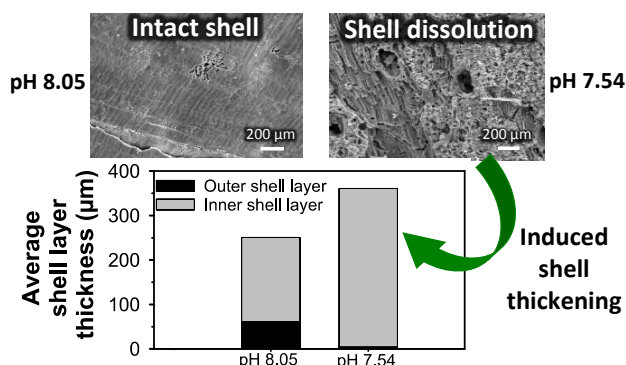 Intact shell
Shell dissolution
pH 8.05
pH 7.54
200 µm
200 µm
Average
shell layer
thickness (µm)
400
300
200
100
0
Outer shell layer
Inner shell layer
pH 8.05
pH 7.54
Induced
shell
thickening